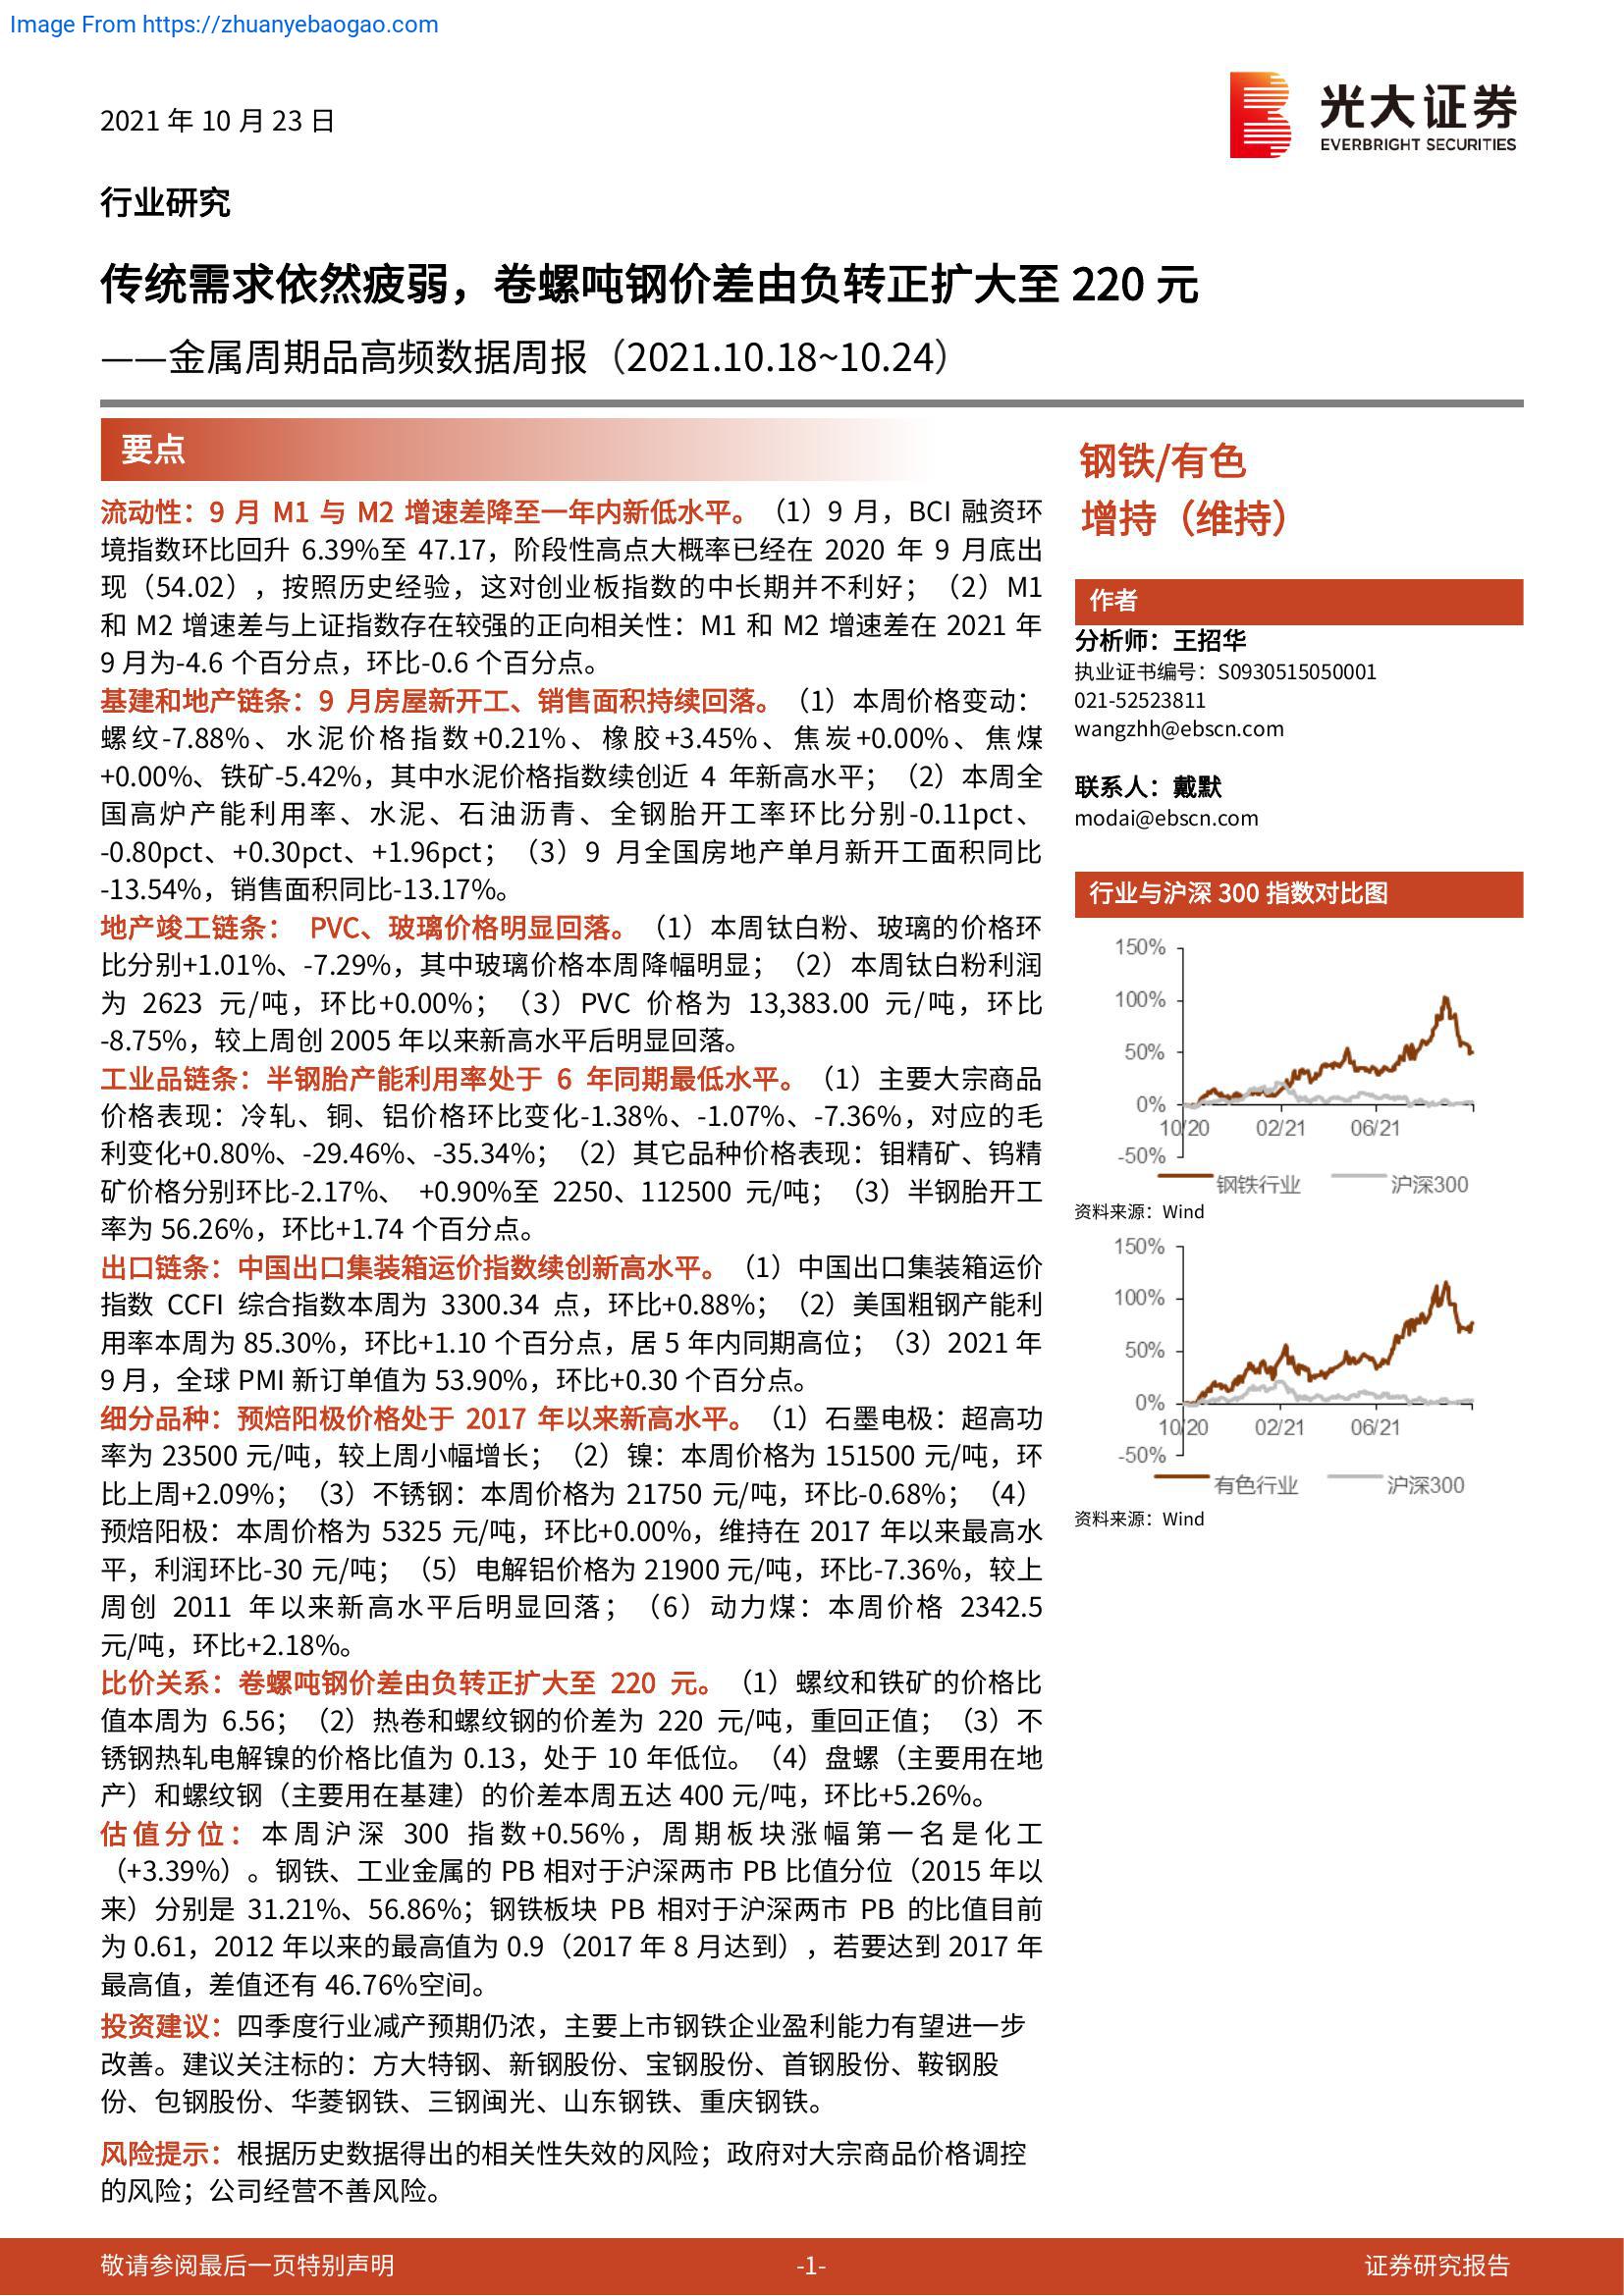 Image From https://zhuanyebaogao.com
2021 年 10 月 23 日
光大证券
EVERBRIGHT SECURITIES
行业研究
传统需求依然疲弱，卷螺吨钢价差由负转正扩大至 220 元
——金属周期品高频数据周报（2021.10.18~10.24）
要点
流动性：9 月 M1 与 M2 增速差降至一年内新低水平。（1）9 月，BCI 融资环
境指数环比回升 6.39%至 47.17，阶段性高点大概率已经在 2020 年 9 月底出
现（54.02），按照历史经验，这对创业板指数的中长期并不利好；（2）M1
和 M2 增速差与上证指数存在较强的正向相关性：M1 和 M2 增速差在 2021 年
9 月为-4.6 个百分点，环比-0.6 个百分点。
基建和地产链条：9 月房屋新开工、销售面积持续回落。（1）本周价格变动：
螺纹-7.88%、水泥价格指数+0.21%、橡胶+3.45%、焦炭+0.00%、焦煤
+0.00%、铁矿-5.42%，其中水泥价格指数续创近 4 年新高水平；（2）本周全
国高炉产能利用率、水泥、石油沥青、全钢胎开工率环比分别-0.11pct、
-0.80pct、+0.30pct、+1.96pct；（3）9 月全国房地产单月新开工面积同比
-13.54%，销售面积同比-13.17%。
地产竣工链条： PVC、玻璃价格明显回落。（1）本周钛白粉、玻璃的价格环
比分别+1.01%、-7.29%，其中玻璃价格本周降幅明显；（2）本周钛白粉利润
为 2623 元/吨，环比+0.00%；（3）PVC 价格为 13,383.00 元/吨，环比
-8.75%，较上周创 2005 年以来新高水平后明显回落。
工业品链条：半钢胎产能利用率处于 6 年同期最低水平。（1）主要大宗商品
价格表现：冷轧、铜、铝价格环比变化-1.38%、-1.07%、-7.36%，对应的毛
利变化+0.80%、-29.46%、-35.34%；（2）其它品种价格表现：钼精矿、钨精
矿价格分别环比-2.17%、 +0.90%至 2250、112500 元/吨；（3）半钢胎开工
率为 56.26%，环比+1.74 个百分点。
出口链条：中国出口集装箱运价指数续创新高水平。（1）中国出口集装箱运价
指数 CCFI 综合指数本周为 3300.34 点，环比+0.88%；（2）美国粗钢产能利
用率本周为 85.30%，环比+1.10 个百分点，居 5 年内同期高位；（3）2021 年
9 月，全球 PMI 新订单值为 53.90%，环比+0.30 个百分点。
细分品种：预焙阳极价格处于 2017 年以来新高水平。（1）石墨电极：超高功
率为 23500 元/吨，较上周小幅增长；（2）镍：本周价格为 151500 元/吨，环
比上周+2.09%；（3）不锈钢：本周价格为 21750 元/吨，环比-0.68%；（4）
预焙阳极：本周价格为 5325 元/吨，环比+0.00%，维持在 2017 年以来最高水
平，利润环比-30 元/吨；（5）电解铝价格为 21900 元/吨，环比-7.36%，较上
周创 2011 年以来新高水平后明显回落；（6）动力煤：本周价格 2342.5
元/吨，环比+2.18%。
比价关系：卷螺吨钢价差由负转正扩大至 220 元。（1）螺纹和铁矿的价格比
值本周为 6.56；（2）热卷和螺纹钢的价差为 220 元/吨，重回正值；（3）不
锈钢热轧电解镍的价格比值为 0.13，处于 10 年低位。（4）盘螺（主要用在地
产）和螺纹钢（主要用在基建）的价差本周五达 400 元/吨，环比+5.26%。
估值分位：本周沪深 300 指数+0.56%，周期板块涨幅第一名是化工
（+3.39%）。钢铁、工业金属的 PB 相对于沪深两市 PB 比值分位（2015 年以
来）分别是 31.21%、56.86%；钢铁板块 PB 相对于沪深两市 PB 的比值目前
为 0.61，2012 年以来的最高值为 0.9（2017 年 8 月达到），若要达到 2017 年
最高值，差值还有 46.76%空间。
投资建议：四季度行业减产预期仍浓，主要上市钢铁企业盈利能力有望进一步
改善。建议关注标的：方大特钢、新钢股份、宝钢股份、首钢股份、鞍钢股
份、包钢股份、华菱钢铁、三钢闽光、山东钢铁、重庆钢铁。
风险提示：根据历史数据得出的相关性失效的风险；政府对大宗商品价格调控
的风险；公司经营不善风险。
钢铁/有色
增持（维持）
作者
分析师：王招华
执业证书编号：S0930515050001
021-52523811
wangzhh@ebscn.com
联系人：戴默
modai@ebscn.com
行业与沪深 300 指数对比图
150%
100%
50%
0%
10/20 02/21 06/21
-50%
钢铁行业 沪深300
资料来源：Wind
150%
100%
50%
0%
10/20 02/21 06/21
-50%
有色行业 沪深300
资料来源：Wind
敬请参阅最后一页特别声明 -1- 证券研究报告